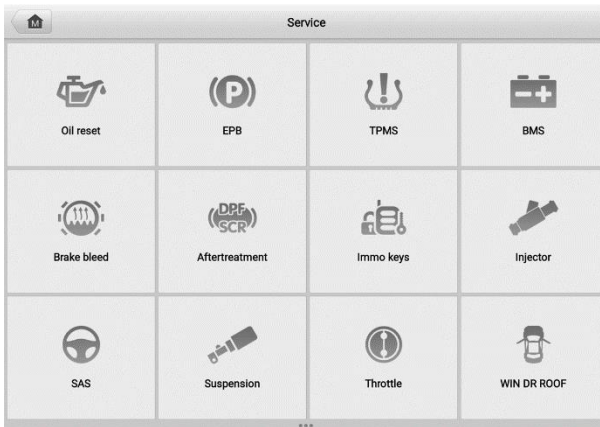 M
Service
Oil reset
EPB
TPMS
BMS
Brake bleed
Aftertreatment
Immo keys
Injector
SAS
Suspension
Throttle
WIN DR ROOF
(P)
DPF
SCR